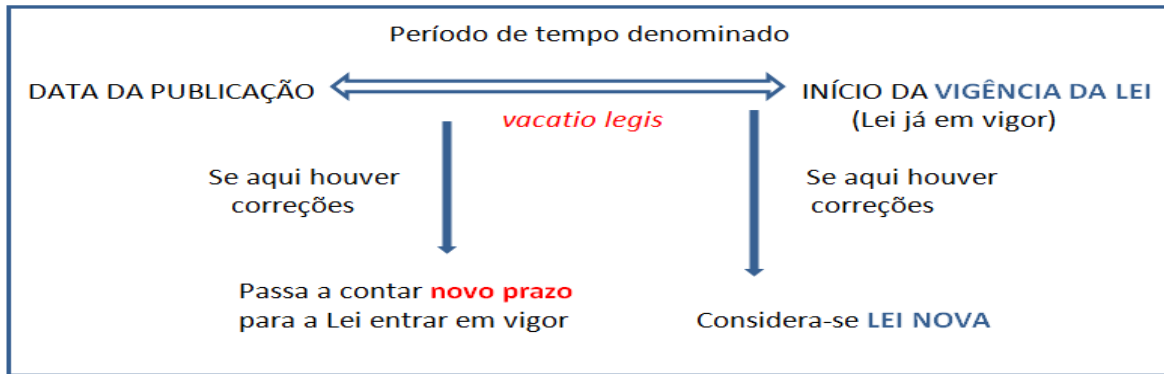 Período de tempo denominado
DATA DA PUBLICAÇÃO
INÍCIO DA VIGÊNCIA DA LEI
(Lei já em vigor)
vacatio legis
Se aqui houver
correções
Se aqui houver
correções
Passa a contar novo prazo
para a Lei entrar em vigor
Considera-se LEI NOVA